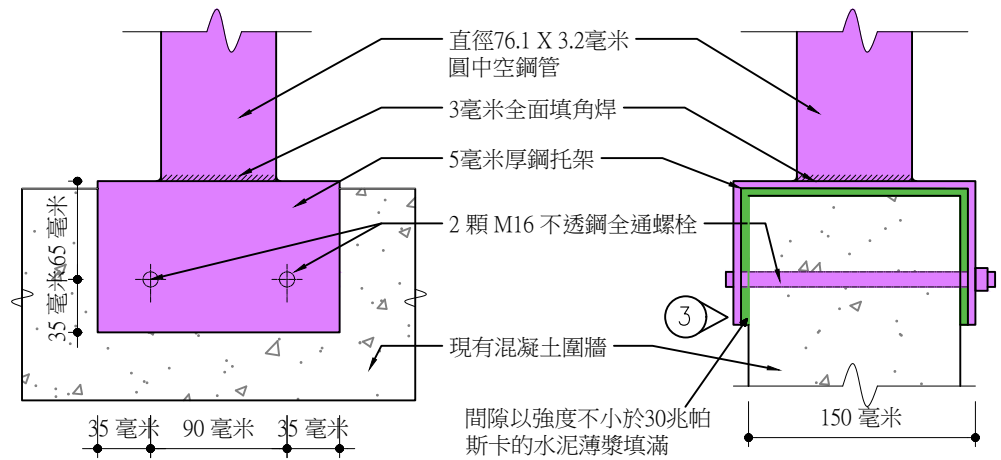 直徑76.1 X 3.2毫米
圓中空鋼管
3毫米全面填角焊
5毫米厚鋼托架
2 顆 M16 不透鋼全通螺栓
65 毫米
35 毫米
3
現有混凝土圍牆
間隙以強度不小於30兆帕
斯卡的水泥薄漿填滿
35 毫米
90 毫米
35 毫米
150 毫米